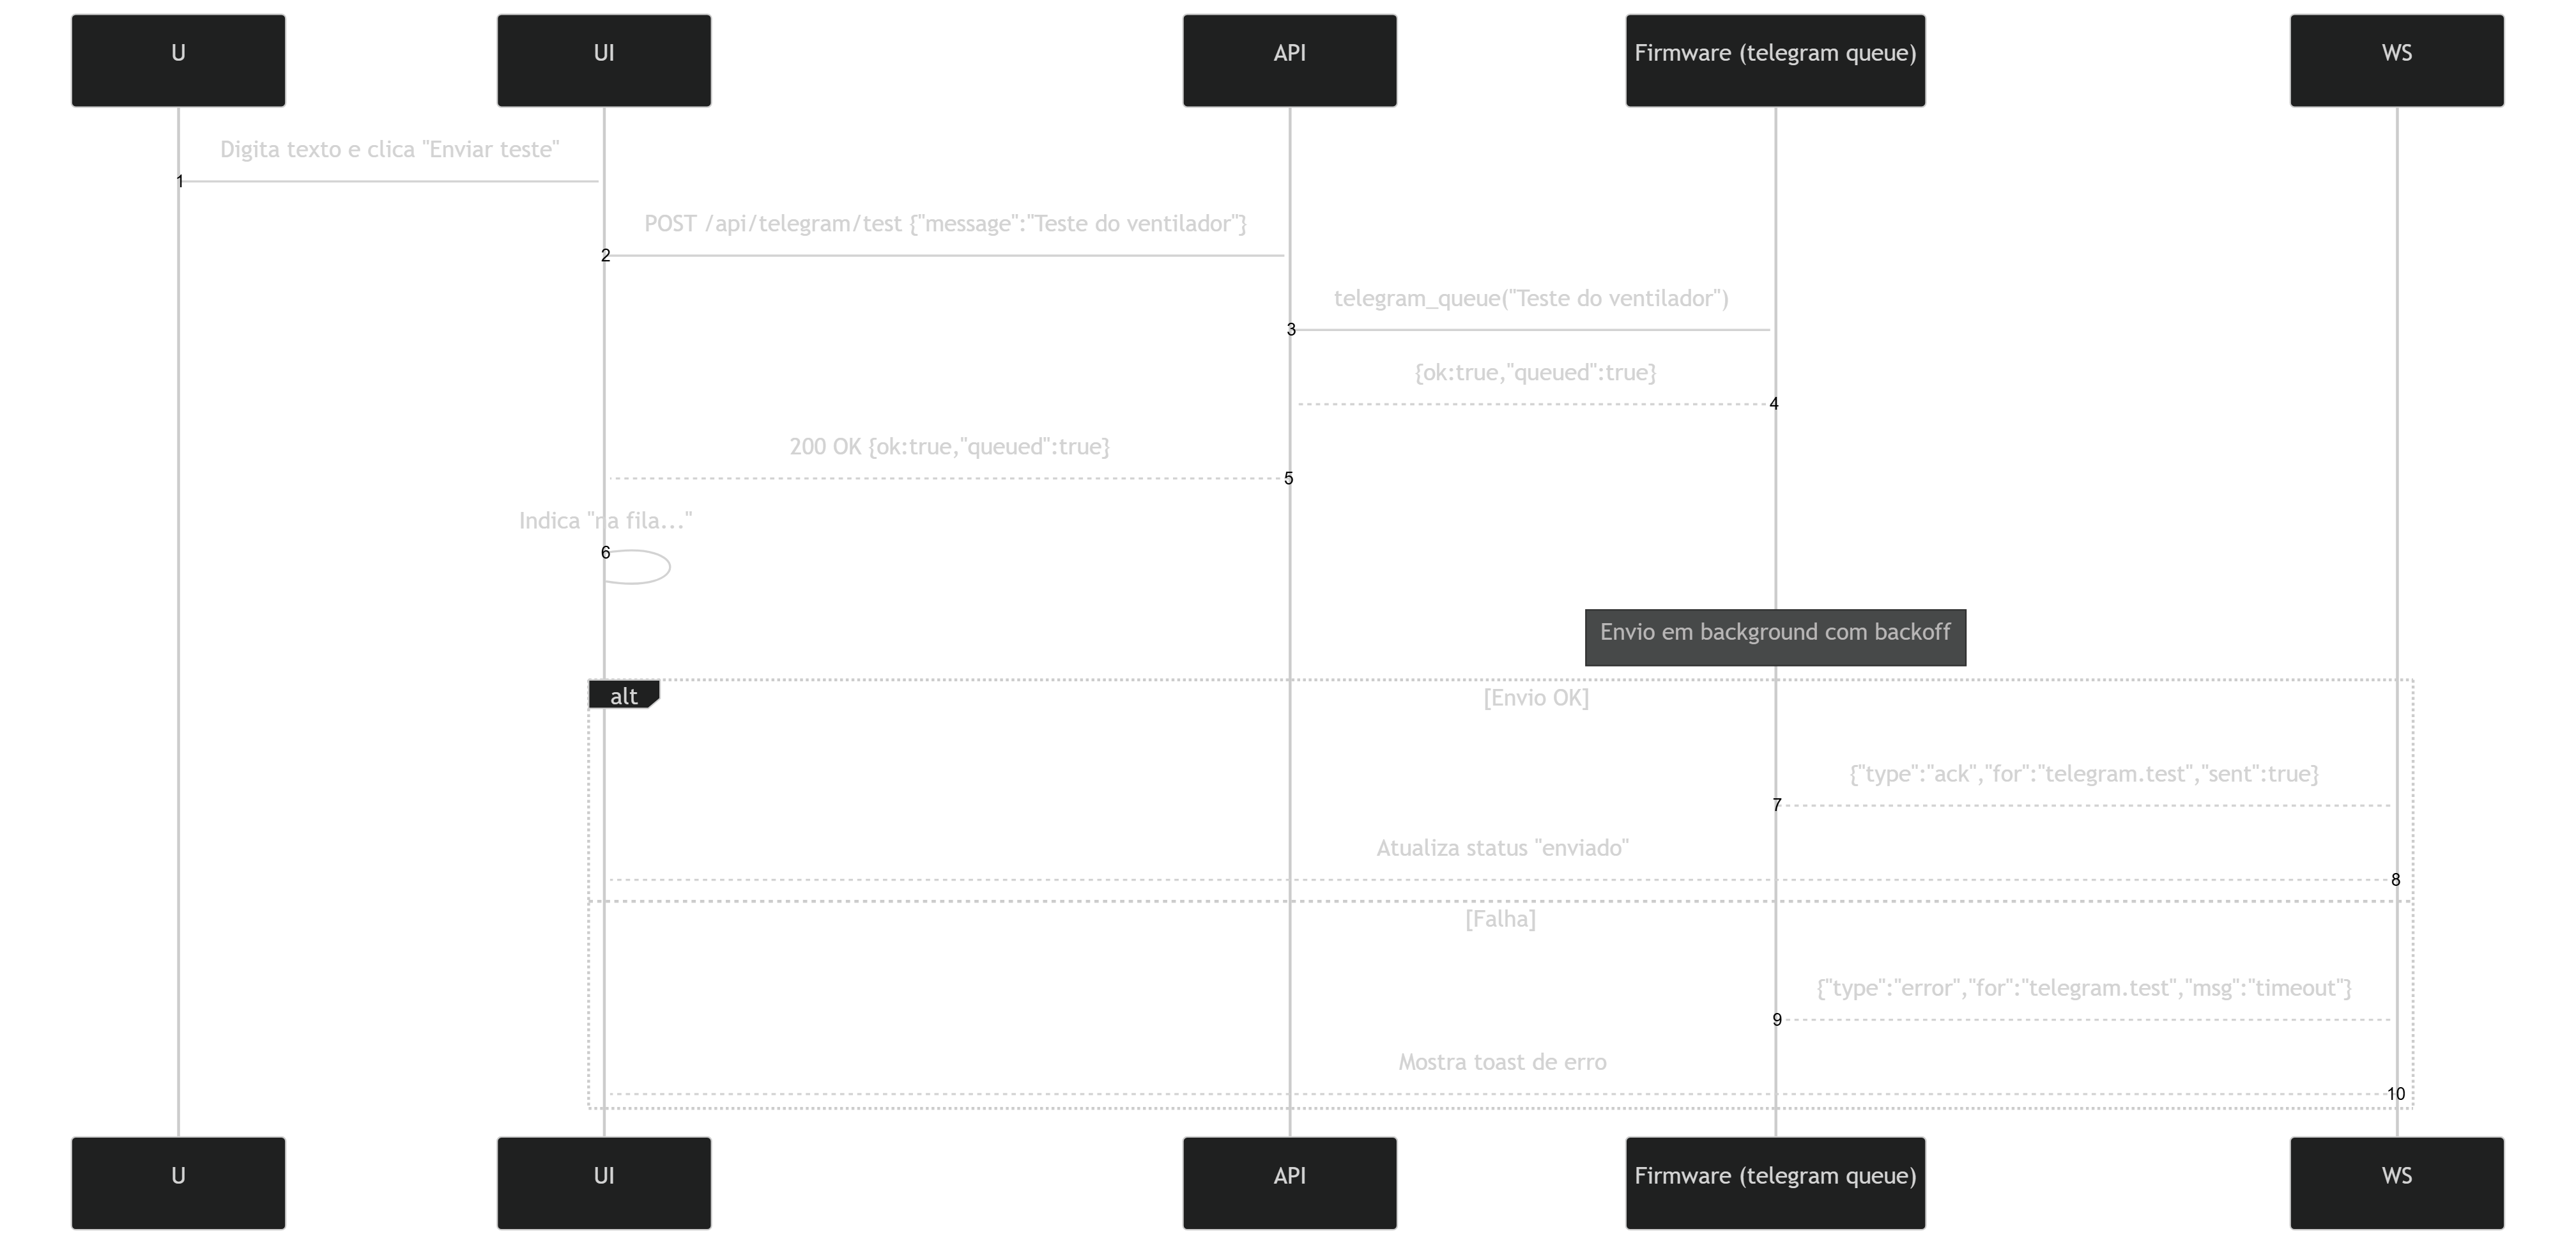 U
UI
API
Firmware (telegram queue)
WS
Digita texto e clica "Enviar teste"
1
POST /api/telegram/test {"message":"Teste do ventilador"}
2
telegram_queue("Teste do ventilador")
3
{ok:true,"queued":true}
4
200 OK {ok:true,"queued":true}
5
Indica "na fila..."
6
Envio em background com backoff
alt
[Envio OK]
{"type":"ack","for":"telegram.test","sent":true}
7
Atualiza status "enviado"
8
[Falha]
{"type":"error","for":"telegram.test","msg":"timeout"}
9
Mostra toast de erro
10
U
UI
API
Firmware (telegram queue)
WS